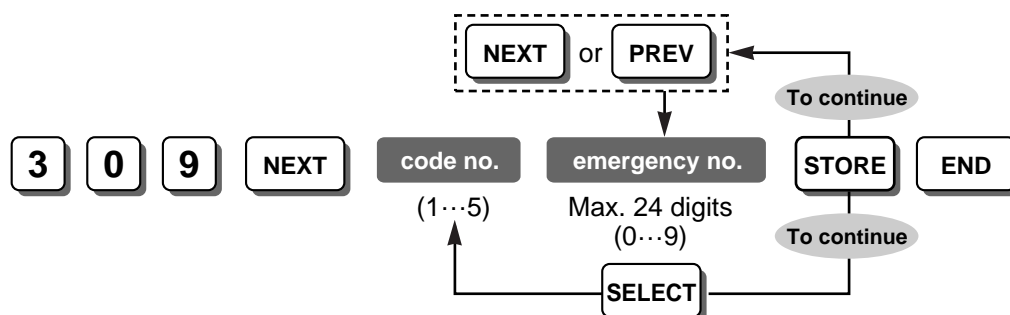 NEXT or PREV
To continue
3 0 9 NEXT code no. emergency no. STORE END
(1···5) Max. 24 digits
(0···9)
To continue
SELECT